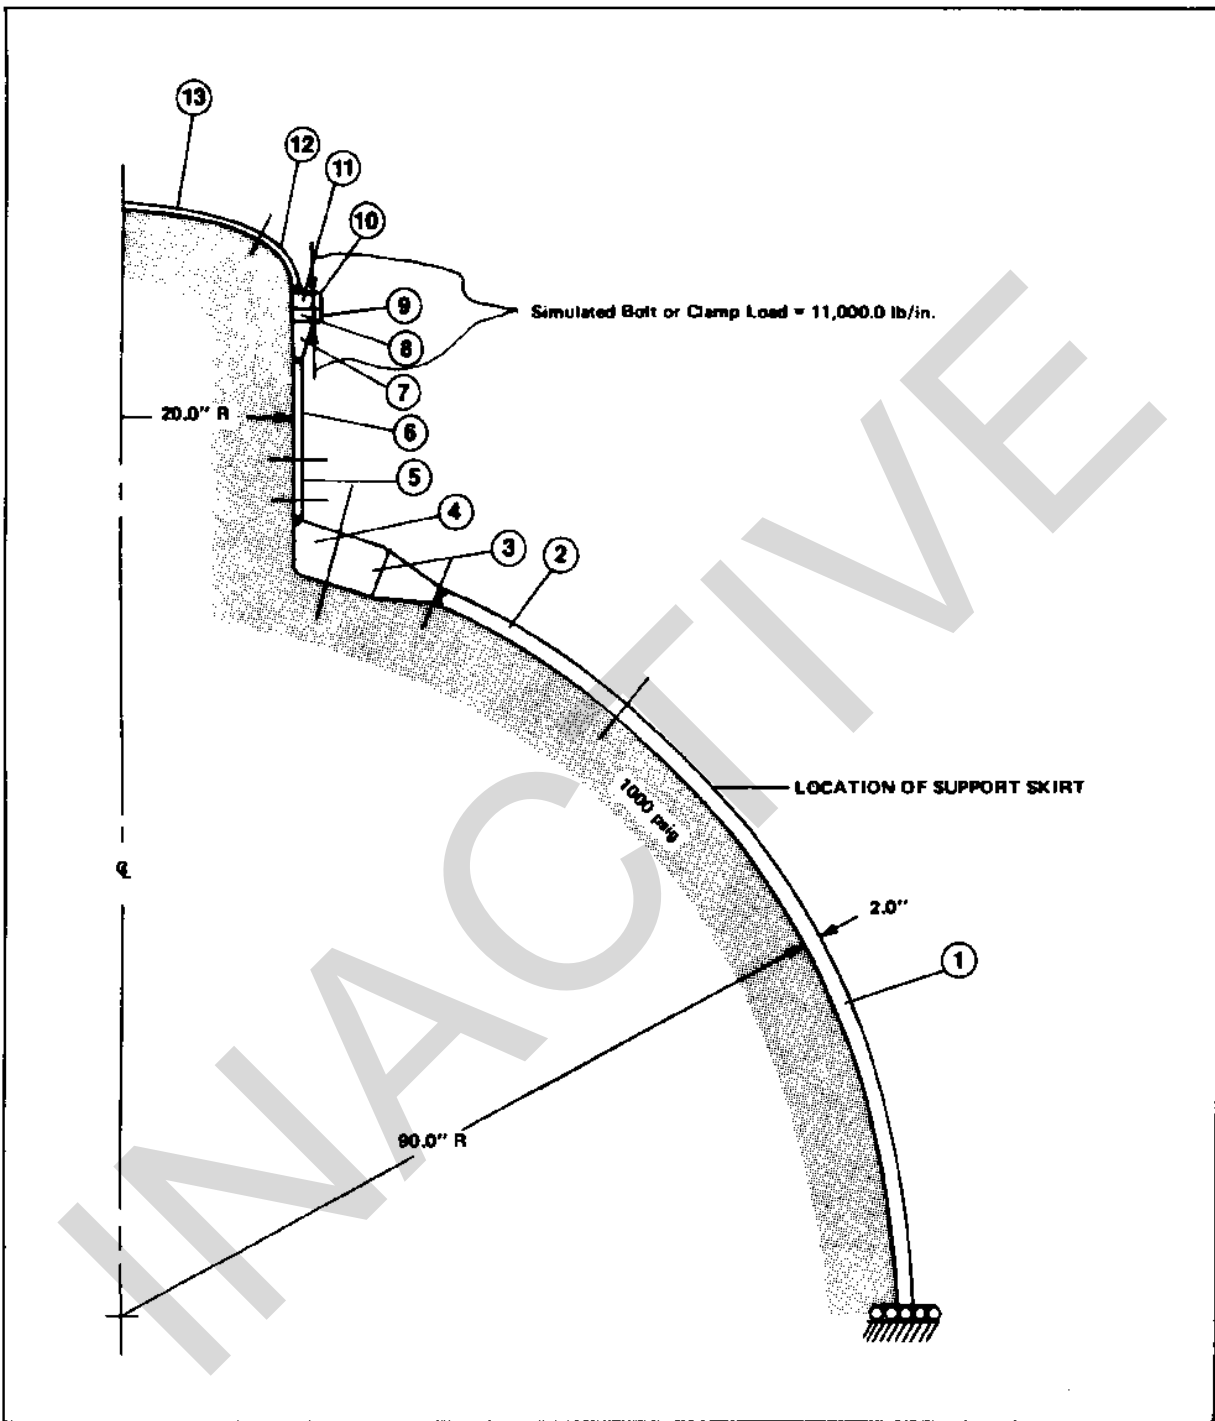 13
12
11
10
9
Simulated Bolt or Clamp Load = 11,000.0 lb/in.
8
7
20.0" R
6
5
4
3
2
1000 psig
LOCATION OF SUPPORT SKIRT
℄
2.0"
1
90.0" R
INACTIVE